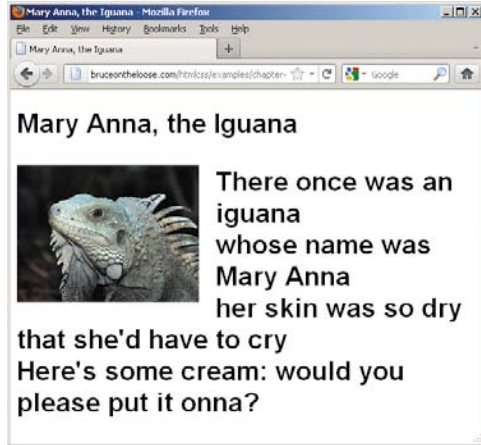 Mary Anna, the Iguana - Mozilla Firefox
File Edit View History Bookmarks Tools Help
Mary Anna, the Iguana
bruceontheloose.com/htmlcss/examples/chapter-
Google
Mary Anna, the Iguana
There once was an
iguana
whose name was
Mary Anna
her skin was so dry
that she'd have to cry
Here's some cream: would you
please put it onna?